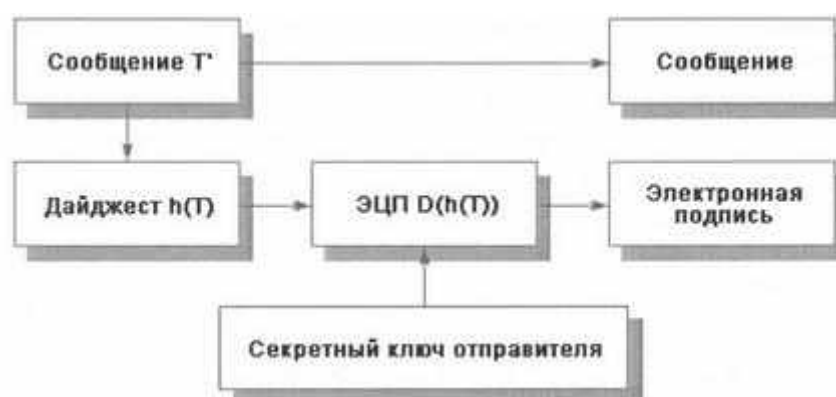 Сообщение T'
Сообщение
Дайджест h(T)
ЭЦП D(h(T))
Электронная
подпись
Секретный ключ отправителя